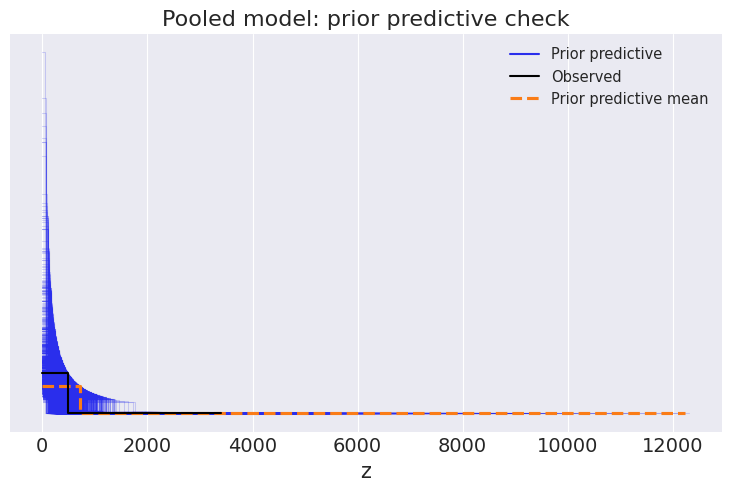 Pooled model: prior predictive check
Prior predictive
Observed
Prior predictive mean
0 2000 4000 6000 8000 10000 12000
z